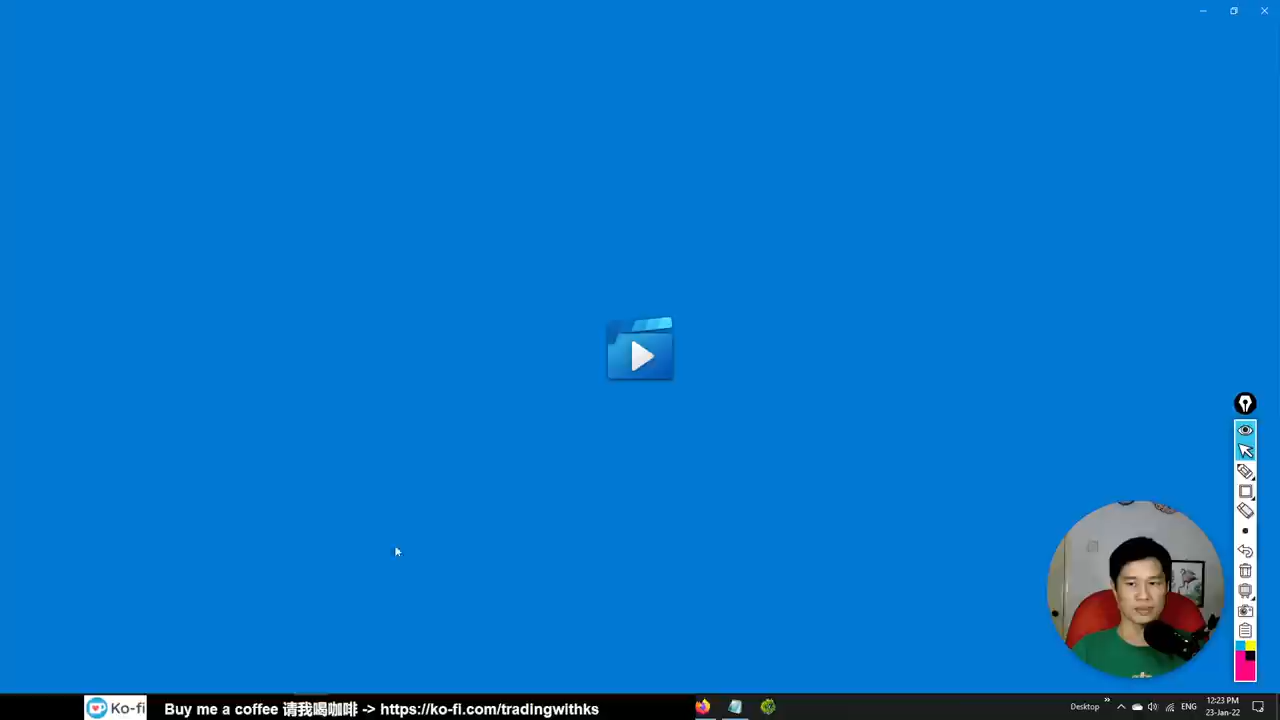 Ko-fi
Buy me a coffee 请我喝咖啡 -> https://ko-fi.com/tradingwithks
Desktop
ENG
12:23 PM
23-Jan-22